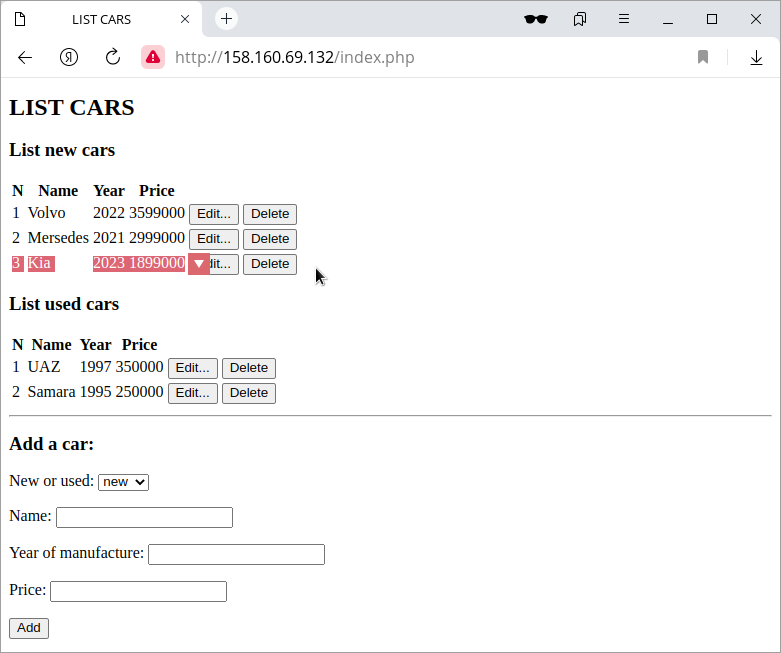 LIST CARS
http://158.160.69.132/index.php
LIST CARS
List new cars
N Name Year Price
1 Volvo 2022 3599000 Edit... Delete
2 Mersedes 2021 2999000 Edit... Delete
3 Kia 2023 1899000 dit... Delete
List used cars
N Name Year Price
1 UAZ 1997 350000 Edit... Delete
2 Samara 1995 250000 Edit... Delete
Add a car:
New or used: new
Name:
Year of manufacture:
Price:
Add